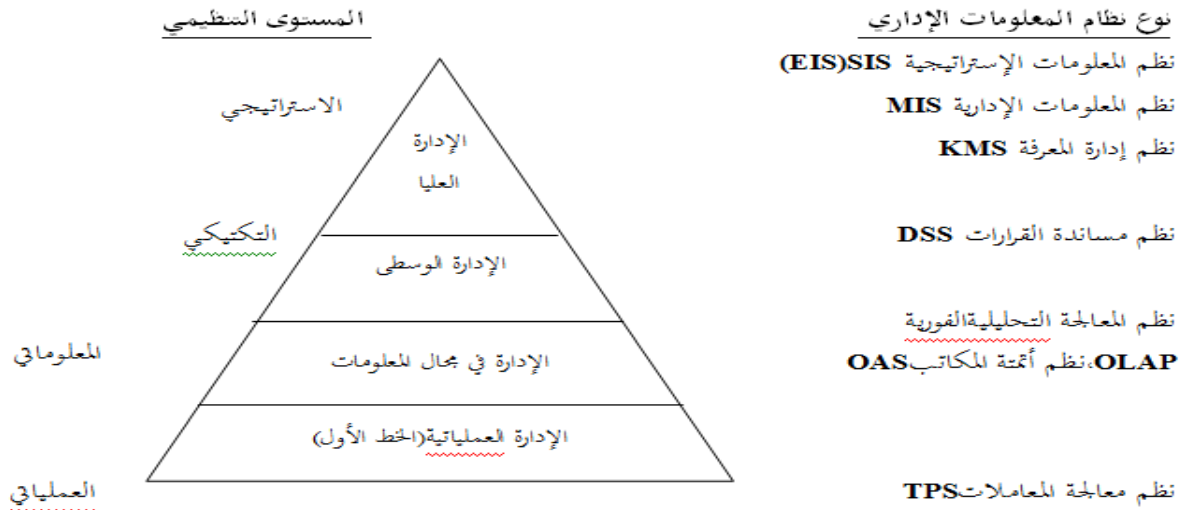 نوع نظام المعلومات الإداري
المستوى التنظيمي
نظم المعلومات الإستراتيجية SIS(EIS)
الاستراتيجي
نظم المعلومات الإدارية MIS
الإدارة
نظم إدارة المعرفة KMS
العليا
نظم مساندة القرارات DSS
التكتيكي
الإدارة الوسطى
نظم المعالجة التحليليةالفورية
المعلوماتي
OLAP،نظم أتمتة المكاتبOAS
الإدارة في مجال المعلومات
الإدارة العملياتية(الخط الأول)
نظم معالجة المعاملاتTPS
العملياتي